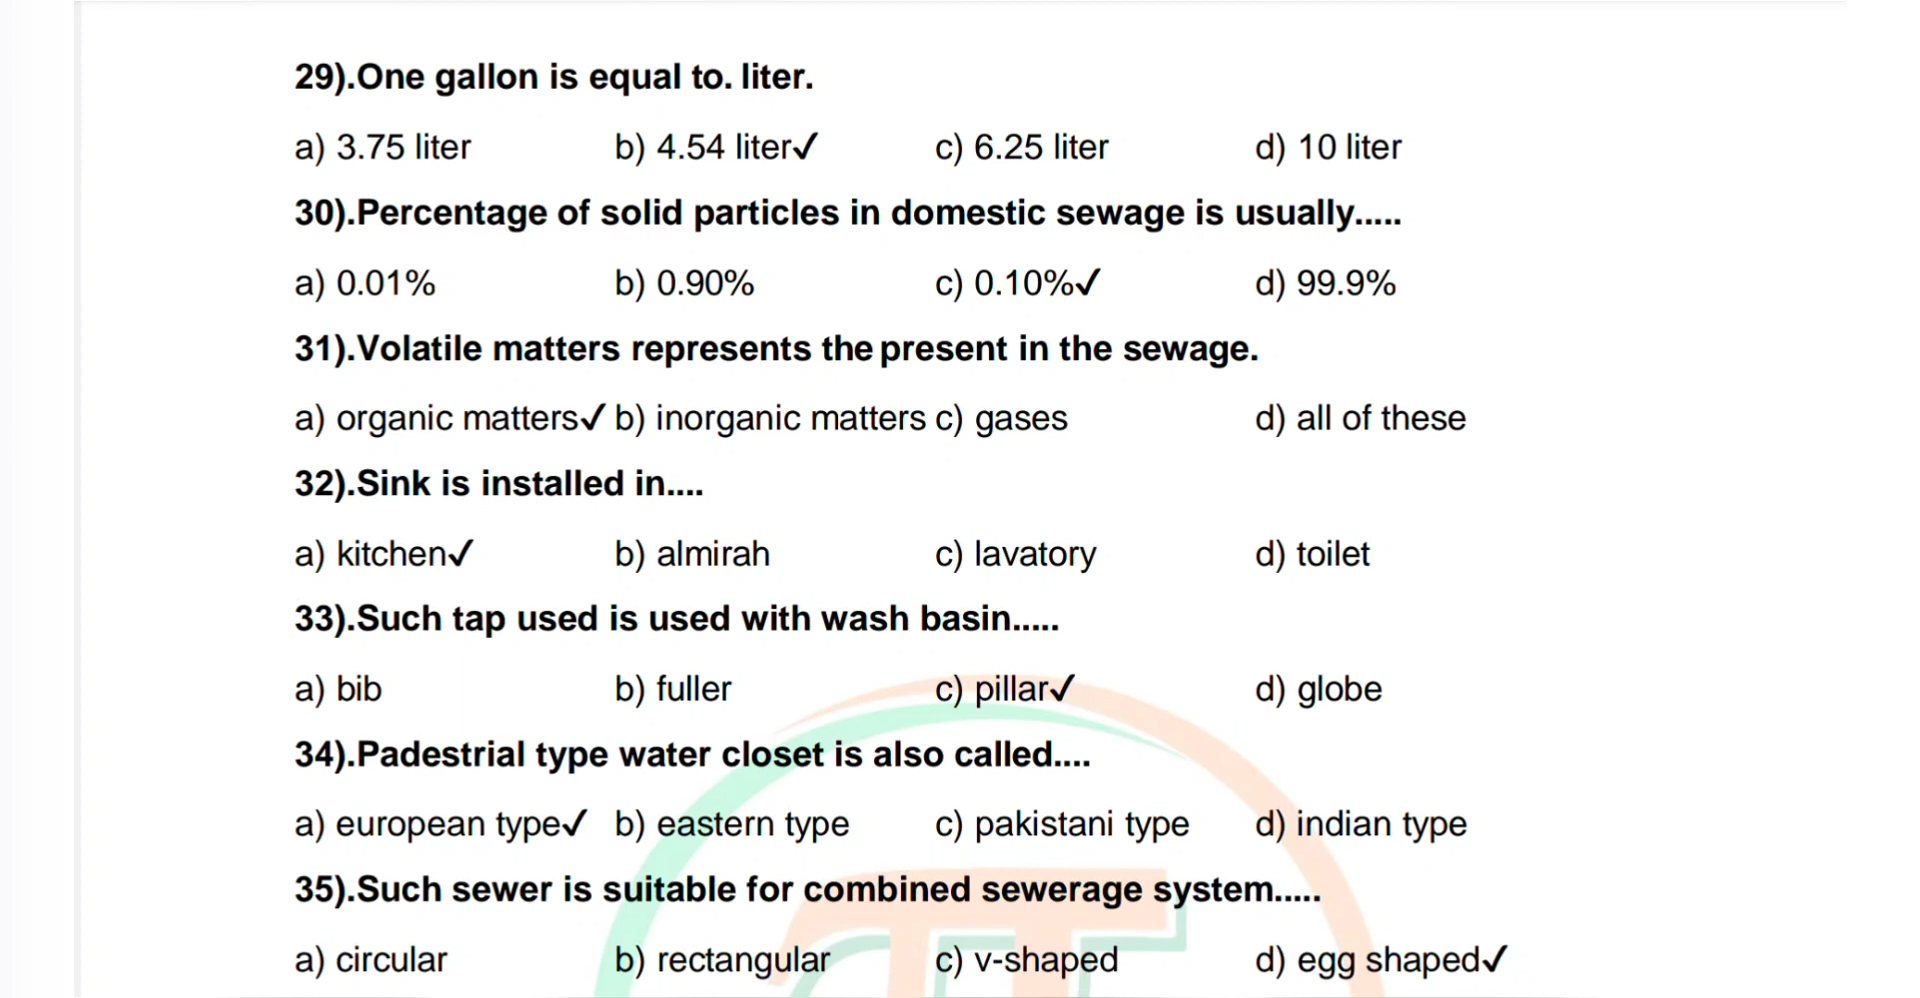 29).One gallon is equal to. liter.
a) 3.75 liter b) 4.54 liter✓ c) 6.25 liter d) 10 liter
30).Percentage of solid particles in domestic sewage is usually.....
a) 0.01% b) 0.90% c) 0.10%✓ d) 99.9%
31).Volatile matters represents the present in the sewage.
a) organic matters✓ b) inorganic matters c) gases d) all of these
32).Sink is installed in....
a) kitchen✓ b) almirah c) lavatory d) toilet
33).Such tap used is used with wash basin.....
a) bib b) fuller c) pillar✓ d) globe
34).Padestrial type water closet is also called....
a) european type✓ b) eastern type c) pakistani type d) indian type
35).Such sewer is suitable for combined sewerage system.....
a) circular b) rectangular c) v-shaped d) egg shaped✓